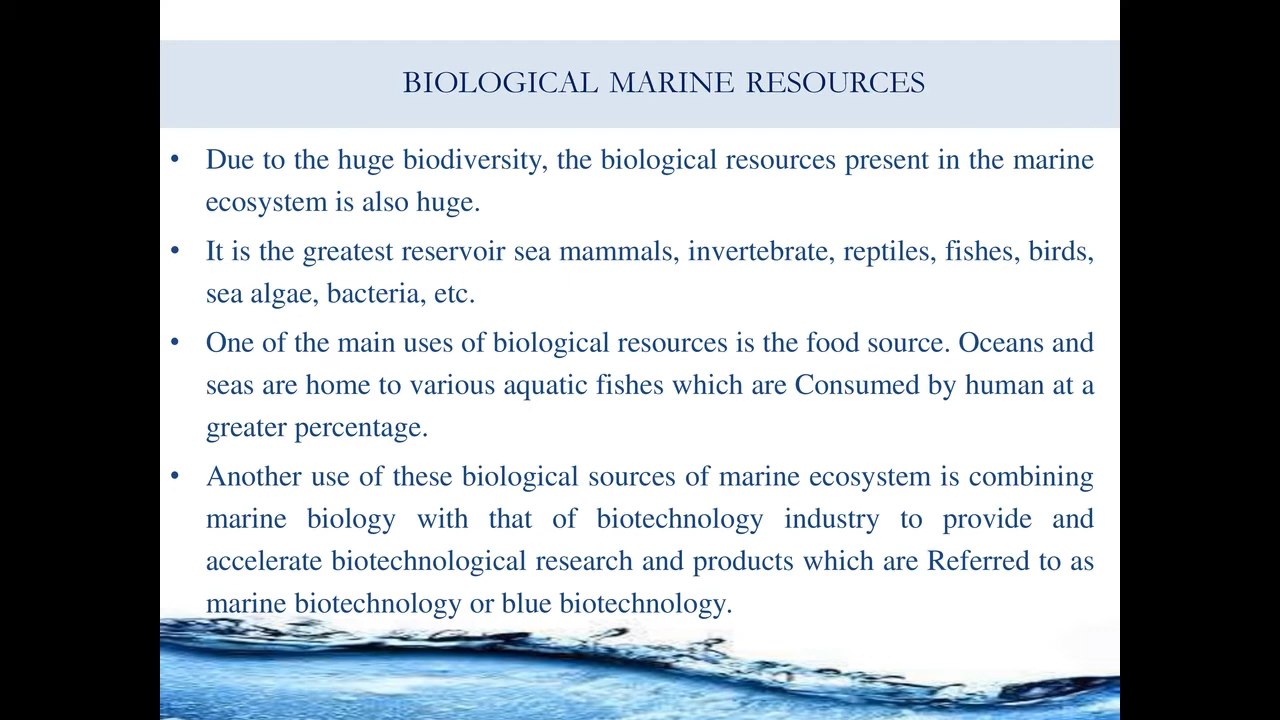 BIOLOGICAL MARINE RESOURCES
• Due to the huge biodiversity, the biological resources present in the marine
ecosystem is also huge.
• It is the greatest reservoir sea mammals, invertebrate, reptiles, fishes, birds,
sea algae, bacteria, etc.
• One of the main uses of biological resources is the food source. Oceans and
seas are home to various aquatic fishes which are Consumed by human at a
greater percentage.
• Another use of these biological sources of marine ecosystem is combining
marine biology with that of biotechnology industry to provide and
accelerate biotechnological research and products which are Referred to as
marine biotechnology or blue biotechnology.